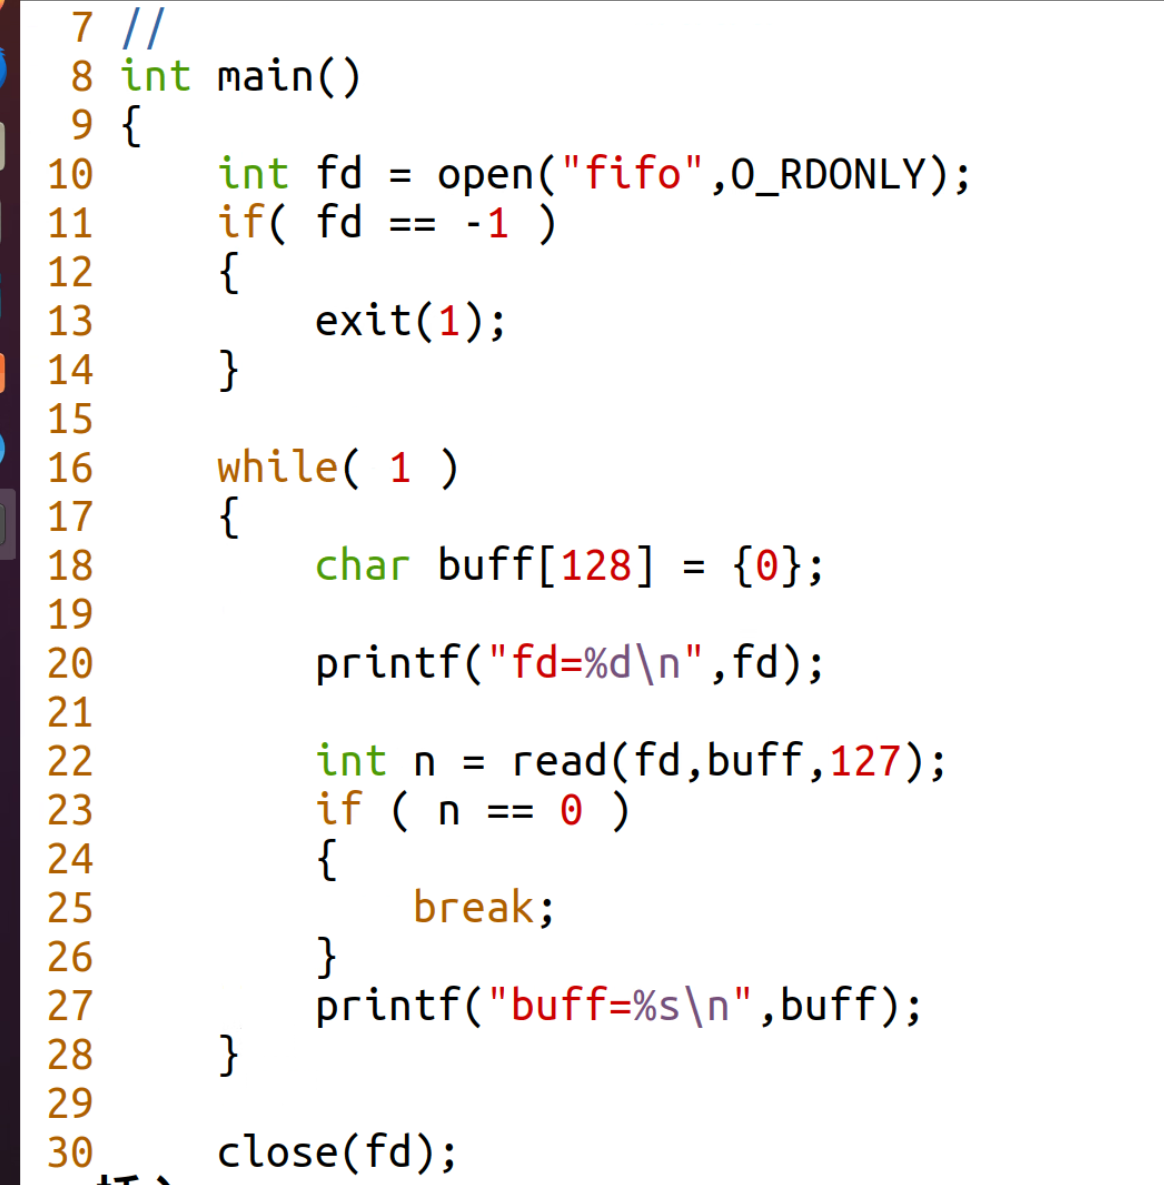 7 //
8 int main()
9 {
10     int fd = open("fifo",O_RDONLY);
11     if( fd == -1 )
12     {
13         exit(1);
14     }
15
16     while( 1 )
17     {
18         char buff[128] = {0};
19
20         printf("fd=%d\n",fd);
21
22         int n = read(fd,buff,127);
23         if ( n == 0 )
24         {
25             break;
26         }
27         printf("buff=%s\n",buff);
28     }
29
30     close(fd);